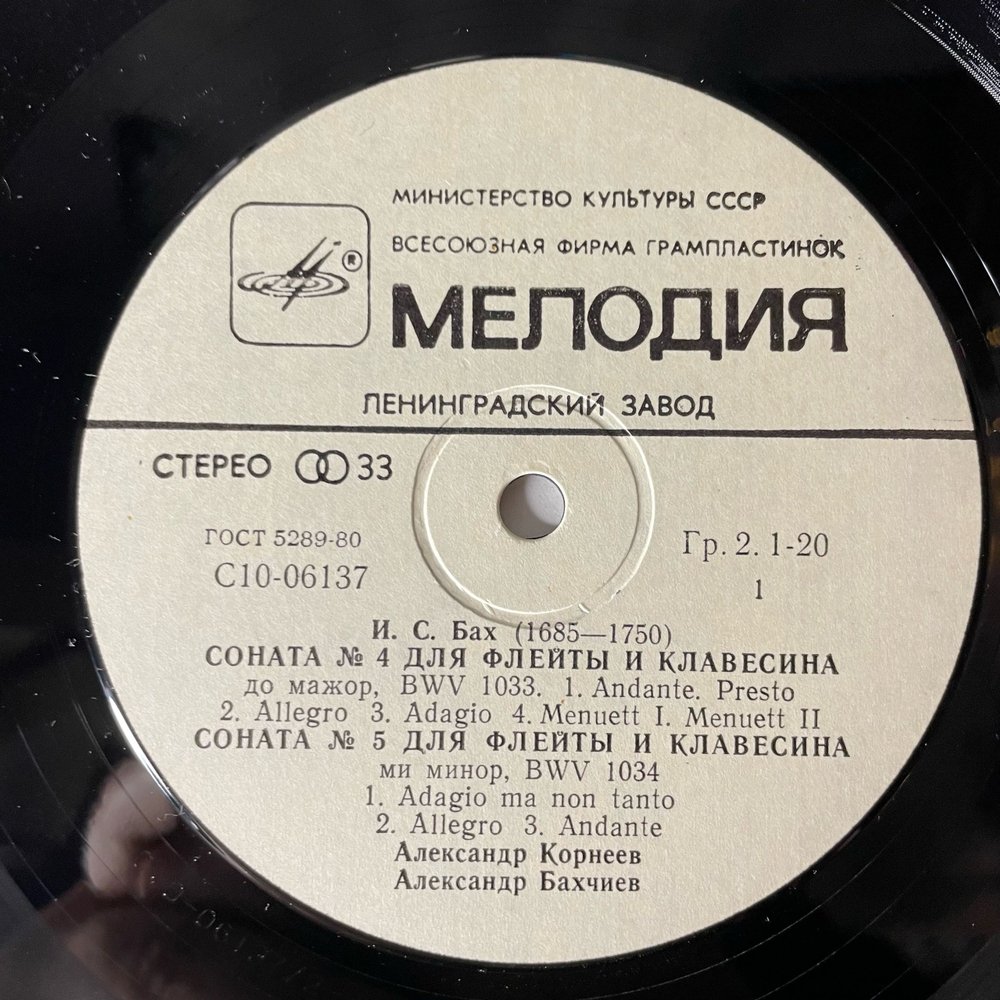 МИНИСТЕРСТВО КУЛЬТУРЫ СССР
ВСЕСОЮЗНАЯ ФИРМА ГРАМПЛАСТИНОК
®
МЕЛОДИЯ
ЛЕНИНГРАДСКИЙ ЗАВОД
СТЕРЕО 33
ГОСТ 5289-80
С10-06137
Гр. 2. 1-20
1
И. С. Бах (1685—1750)
СОНАТА № 4 ДЛЯ ФЛЕЙТЫ И КЛАВЕСИНА
до мажор, BWV 1033. 1. Andante. Presto
2. Allegro 3. Adagio 4. Menuett I. Menuett II
СОНАТА № 5 ДЛЯ ФЛЕЙТЫ И КЛАВЕСИНА
ми минор, BWV 1034
1. Adagio ma non tanto
2. Allegro 3. Andante
Александр Корнеев
Александр Бахчиев